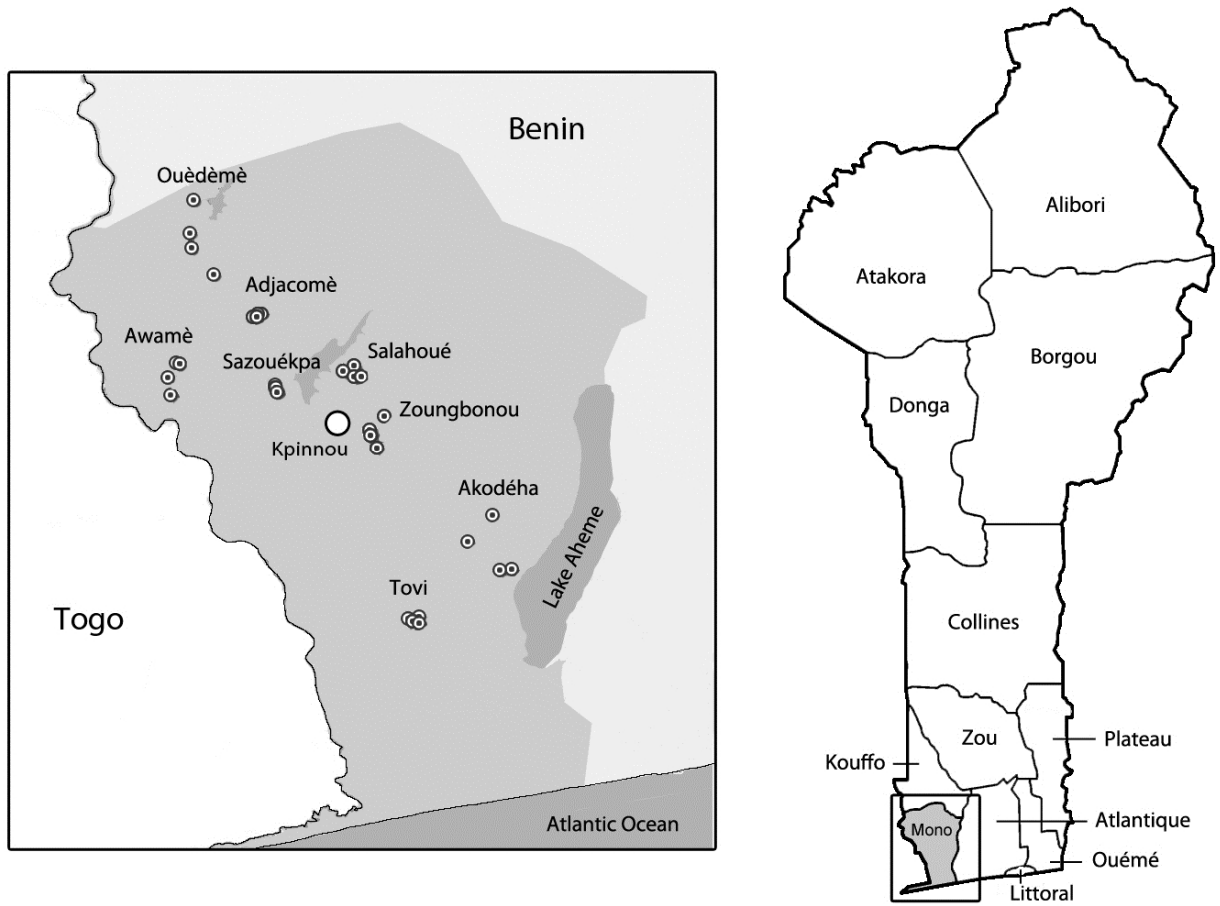 Benin
Ouèdèmè
Adjacomè
Awamè
Sazouékpa
Salahoué
Zoungbonou
Kpinnou
Akodéha
Lake Aheme
Tovi
Togo
Atlantic Ocean
Alibori
Atakora
Borgou
Donga
Collines
Zou
Plateau
Kouffo
Mono
Atlantique
Ouémé
Littoral